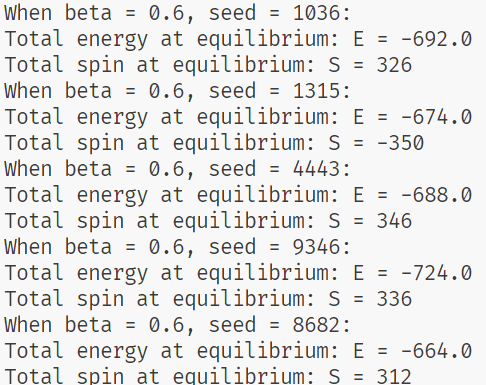 When beta = 0.6, seed = 1036:
Total energy at equilibrium: E = -692.0
Total spin at equilibrium: S = 326
When beta = 0.6, seed = 1315:
Total energy at equilibrium: E = -674.0
Total spin at equilibrium: S = -350
When beta = 0.6, seed = 4443:
Total energy at equilibrium: E = -688.0
Total spin at equilibrium: S = 346
When beta = 0.6, seed = 9346:
Total energy at equilibrium: E = -724.0
Total spin at equilibrium: S = 336
When beta = 0.6, seed = 8682:
Total energy at equilibrium: E = -664.0
Total spin at equilibrium: S = 312